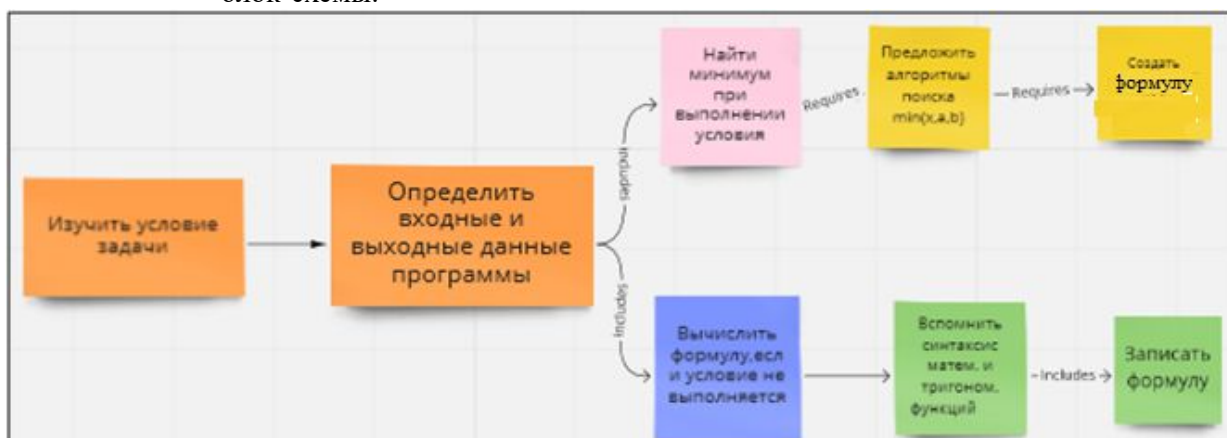 блок-схемы.
Найти
минимум
при
выполнении
условия
Requires
Предложить
алгоритмы
поиска
min(x,a,b)
Requires
Создать
формулу
includes
Изучить условие
задачи
Определить
входные и
выходные данные
программы
includes
Вычислить
формулу,есл
и условие не
выполняется
Вспомнить
синтаксис
матем. и
тригоном.
функций
Includes
Записать
формулу